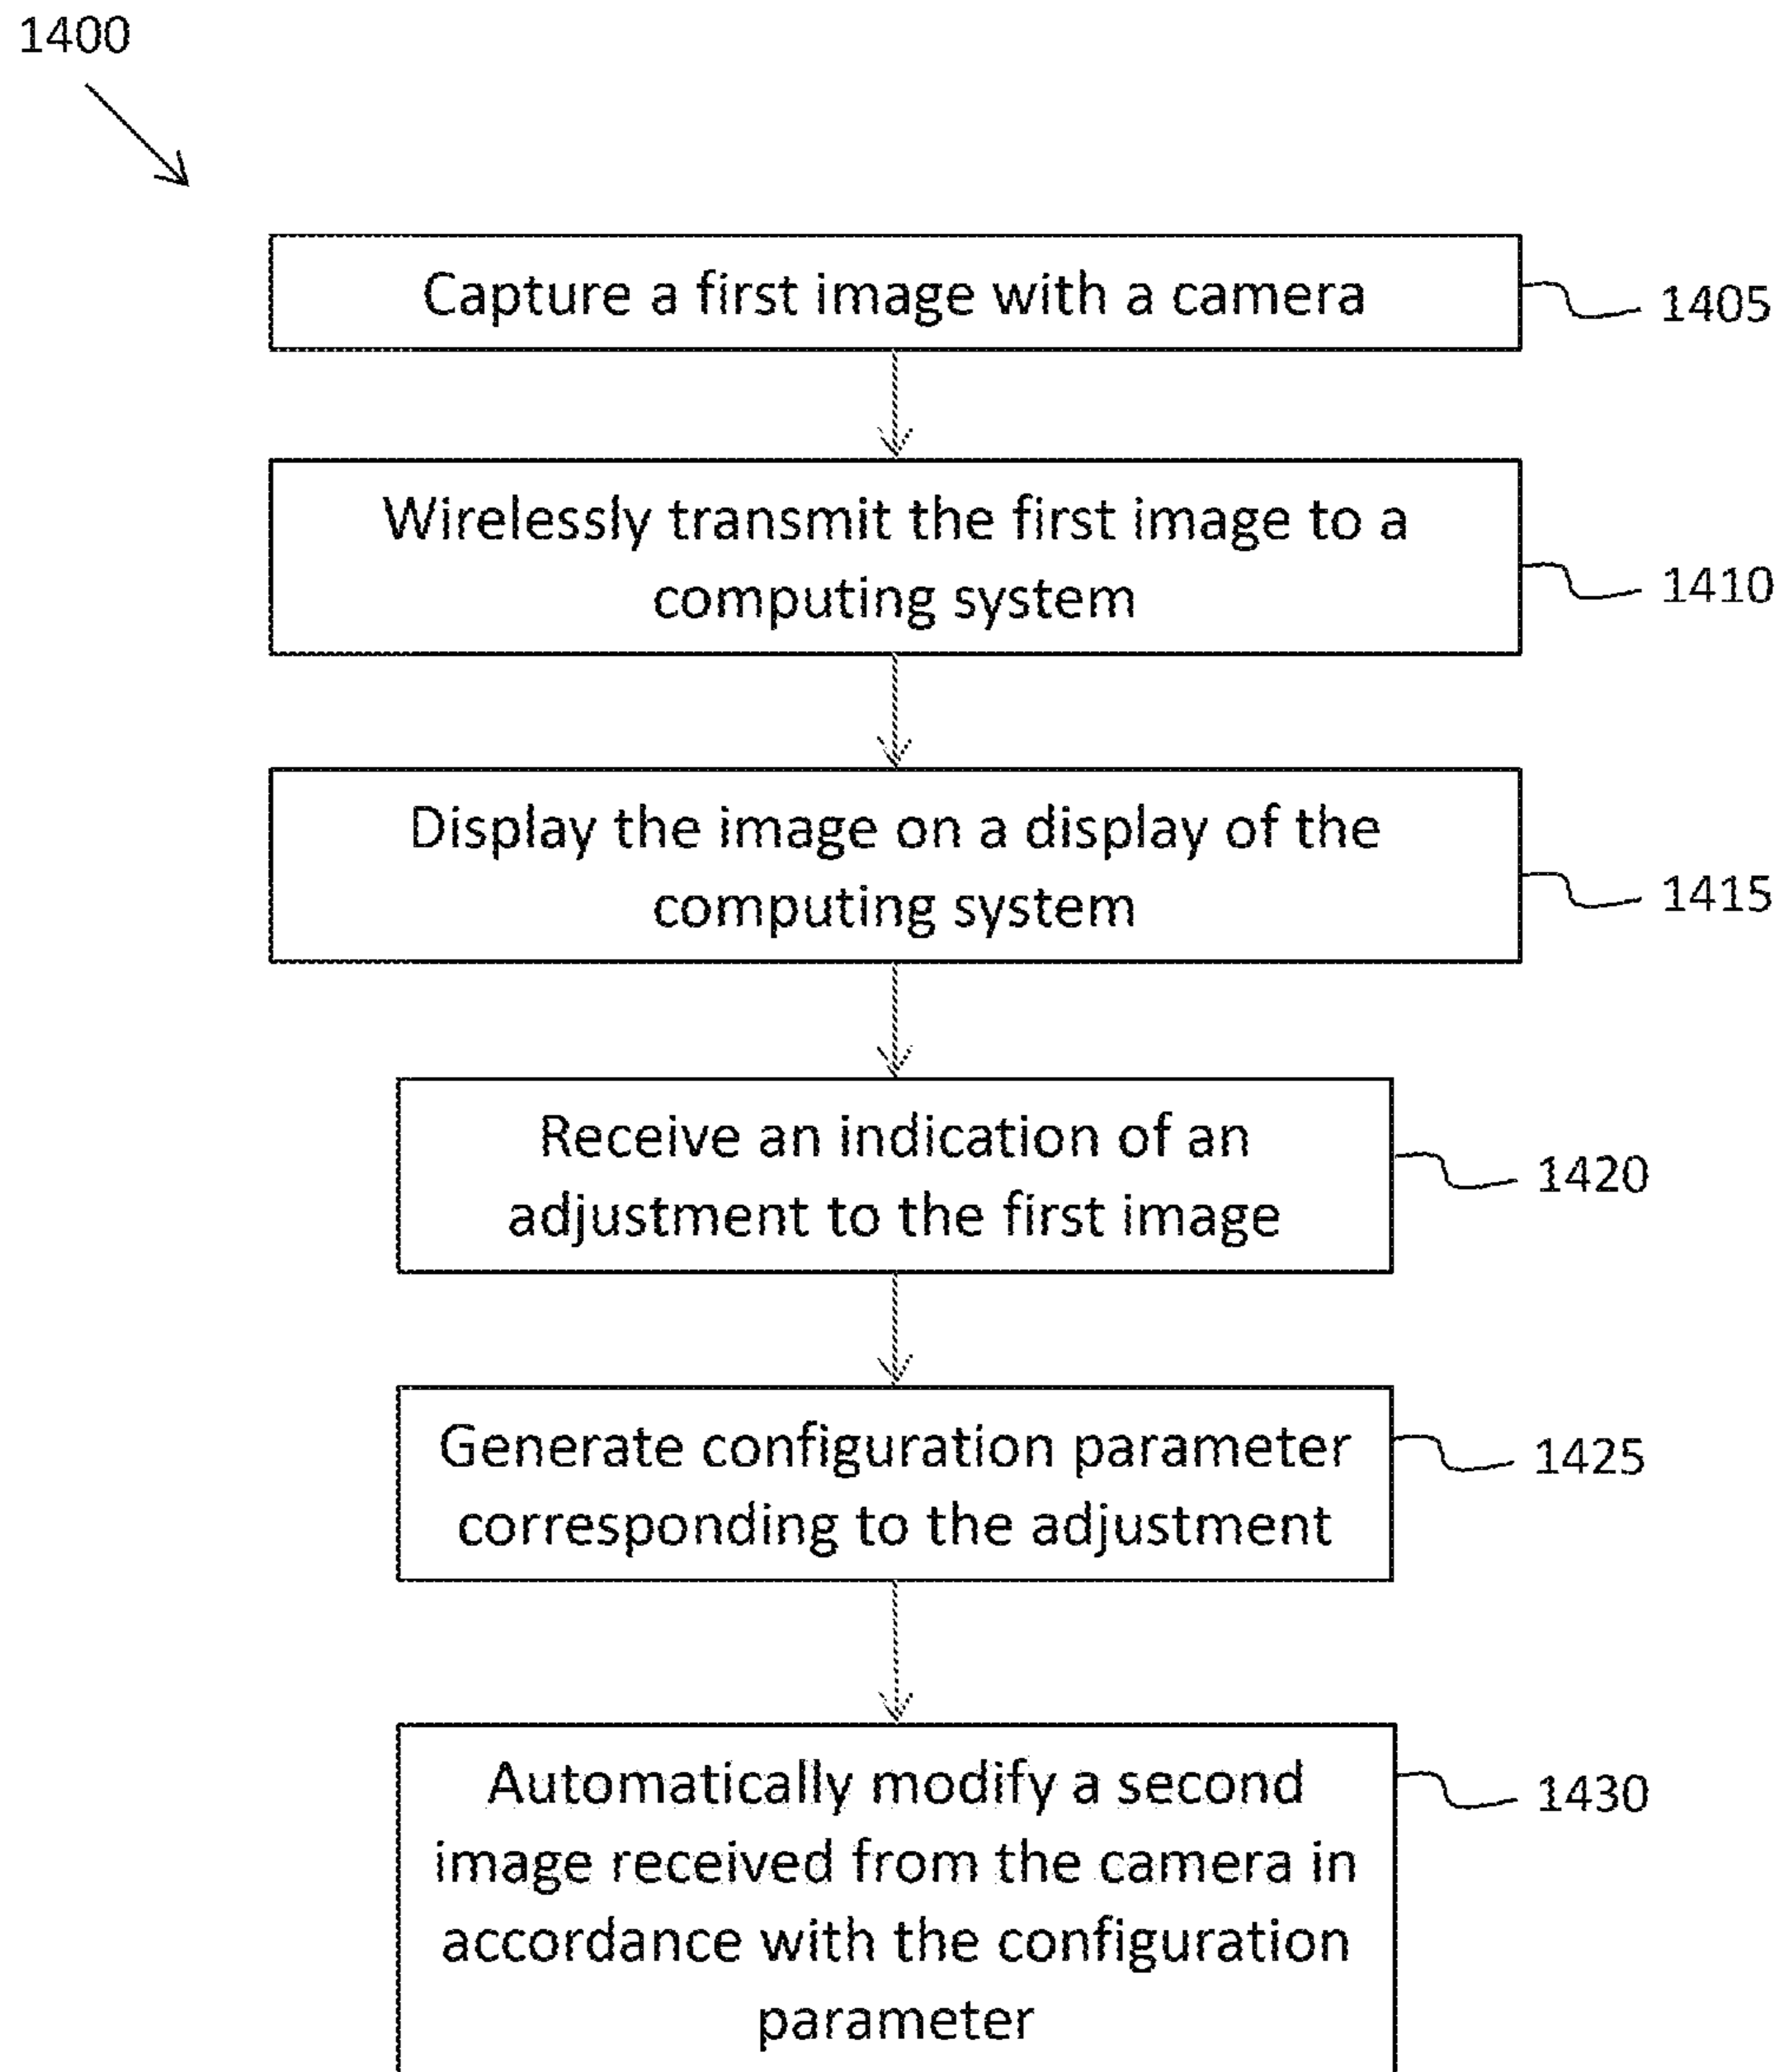 1400
Capture a first image with a camera
1405
Wirelessly transmit the first image to a
computing system
1410
Display the image on a display of the
computing system
1415
Receive an indication of an
adjustment to the first image
1420
Generate configuration parameter
corresponding to the adjustment
1425
Automatically modify a second
image received from the camera in
accordance with the configuration
parameter
1430